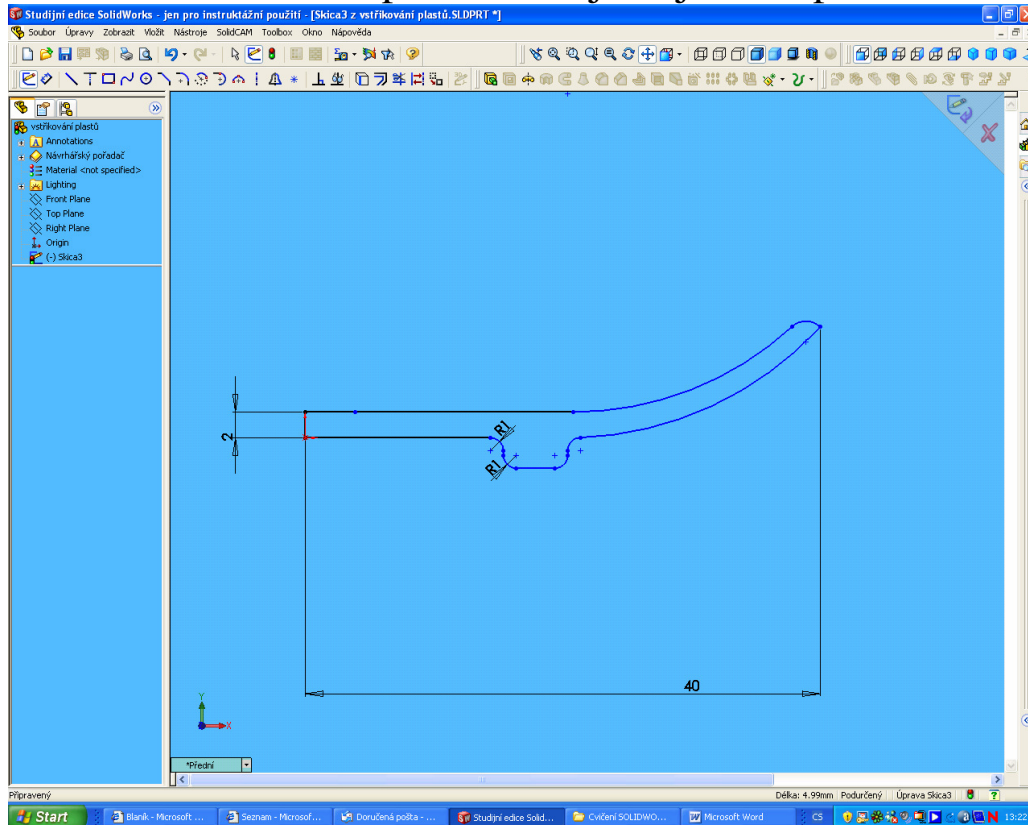 Studijní edice SolidWorks - jen pro instruktážní použití - [Skica3 z vstřikování plastů.SLDPRT *]
Soubor Úpravy Zobrazit Vložit Nástroje SolidCAM Toolbox Okno Nápověda
vstřikování plastů
Annotations
Návrhářský pořadač
Material <not specified>
Lighting
Front Plane
Top Plane
Right Plane
Origin
(-) Skica3
R1
2
R1
40
Y
X
*Přední
Připravený
Délka: 4.99mm Podurčený Úprava Skica3
Start
Blaník - Microsoft ...
Seznam - Microsof...
Doručená pošta - ...
Studijní edice Solid...
Cvičení SOLIDWO...
Microsoft Word
CS
13:22